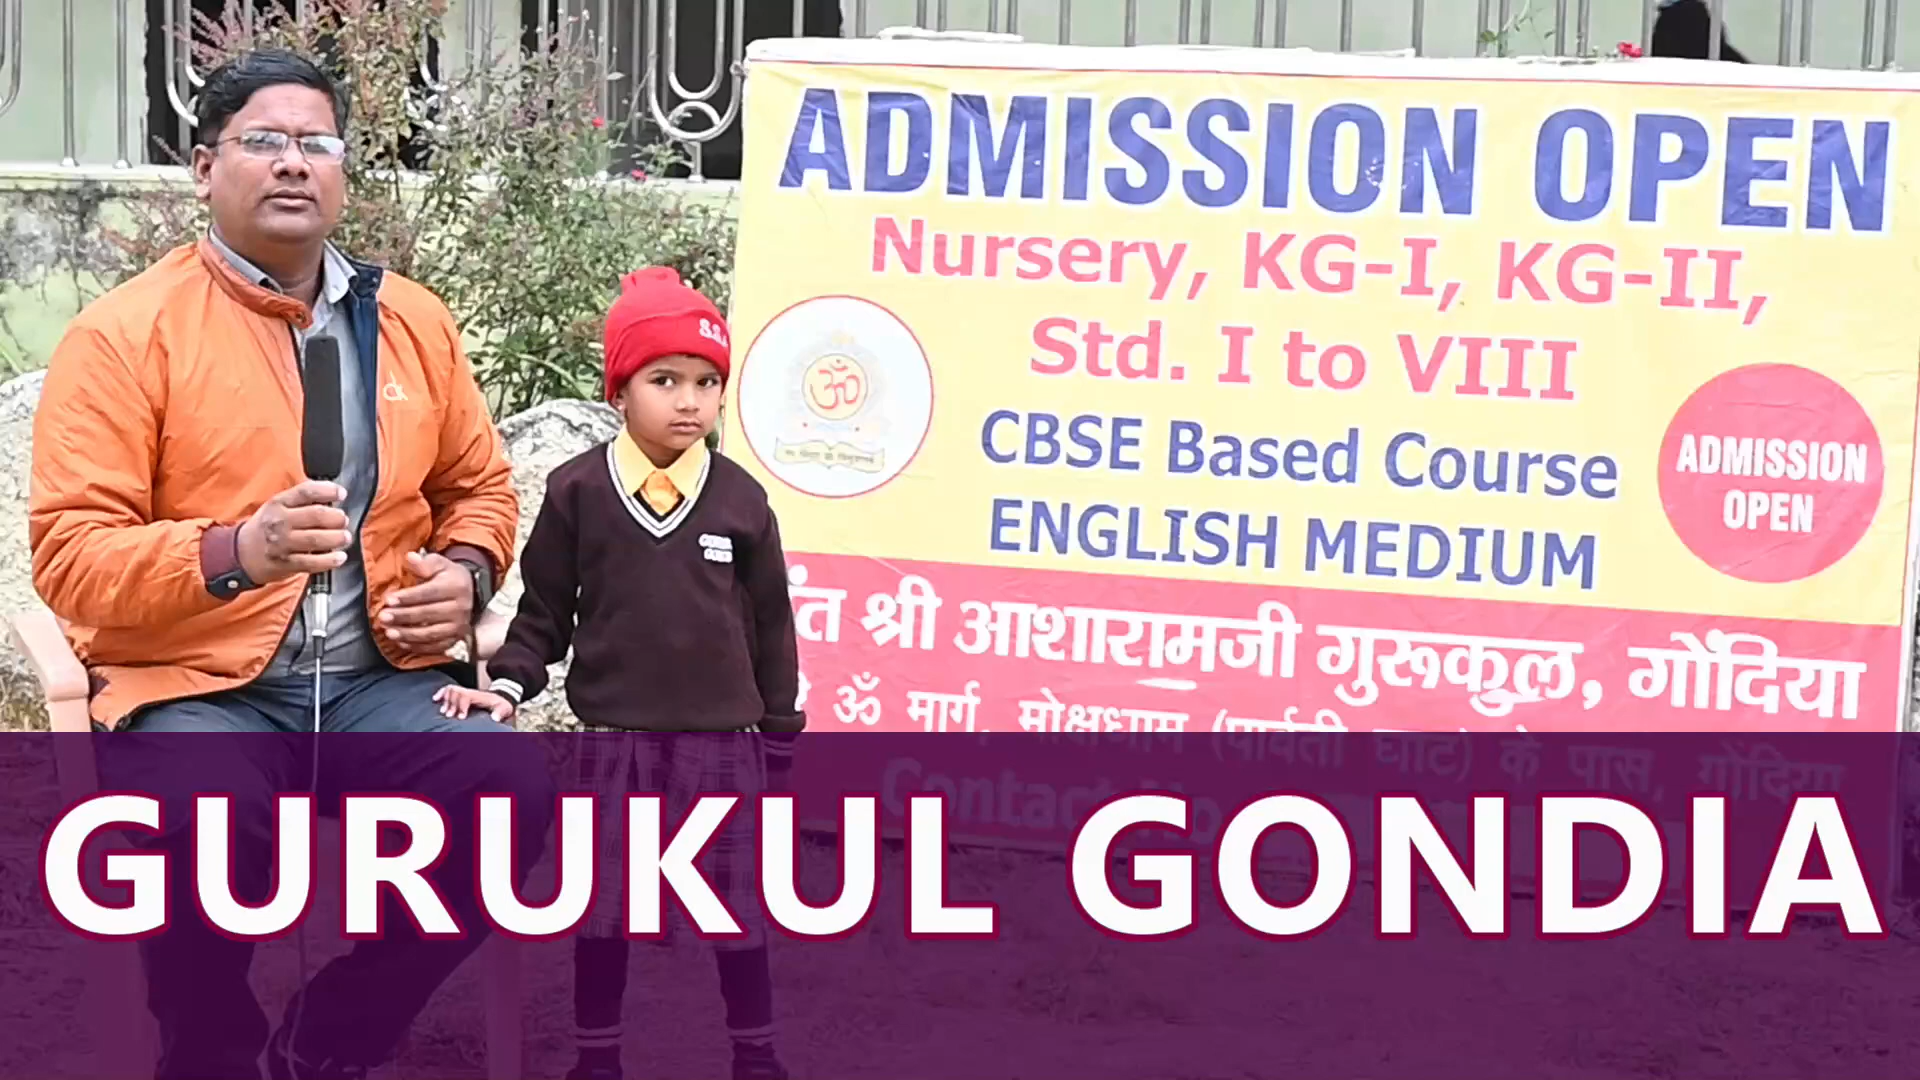 ADMISSION OPEN
Nursery, KG-I, KG-II,
Std. I to VIII
CBSE Based Course
ENGLISH MEDIUM
ADMISSION
OPEN
श्री आशारामजी गुरूकुल, गोंदिया
ॐ मार्ग, मोक्षधाम (पार्वती घाट) के पास, गोंदिया
GURUKUL GONDIA